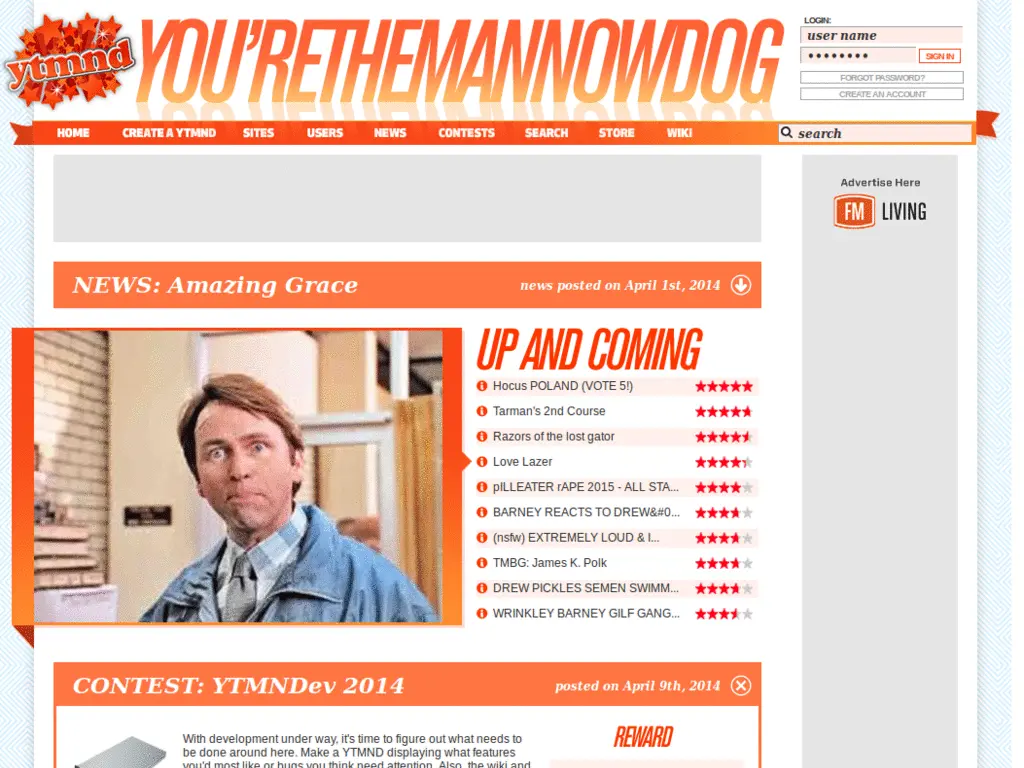 ytmnd
YOU'RETHEMANNOWDOG
LOGIN:
user name
SIGN IN
FORGOT PASSWORD?
CREATE AN ACCOUNT
HOME CREATE A YTMND SITES USERS NEWS CONTESTS SEARCH STORE WIKI
search
Advertise Here
FM LIVING
NEWS: Amazing Grace
news posted on April 1st, 2014
UP AND COMING
Hocus POLAND (VOTE 5!)
Tarman's 2nd Course
Razors of the lost gator
Love Lazer
pILLEATER rAPE 2015 - ALL STA...
BARNEY REACTS TO DREW&#0...
(nsfw) EXTREMELY LOUD & I...
TMBG: James K. Polk
DREW PICKLES SEMEN SWIMM...
WRINKLEY BARNEY GILF GANG...
CONTEST: YTMNDev 2014
posted on April 9th, 2014
With development under way, it's time to figure out what needs to
be done around here. Make a YTMND displaying what features
you'd most like or bugs you think need attention. Also, the wiki and
REWARD